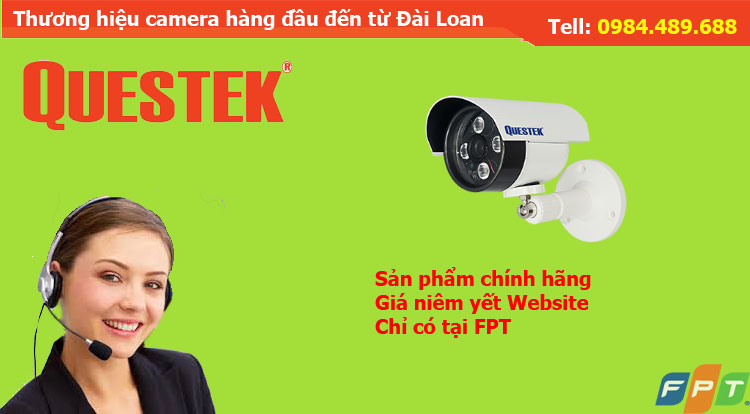 Thương hiệu camera hàng đầu đến từ Đài Loan
Tell: 0984.489.688
QUESTEK®
QUESTEK
Sản phẩm chính hãng
Giá niêm yết Website
Chỉ có tại FPT
FPT®